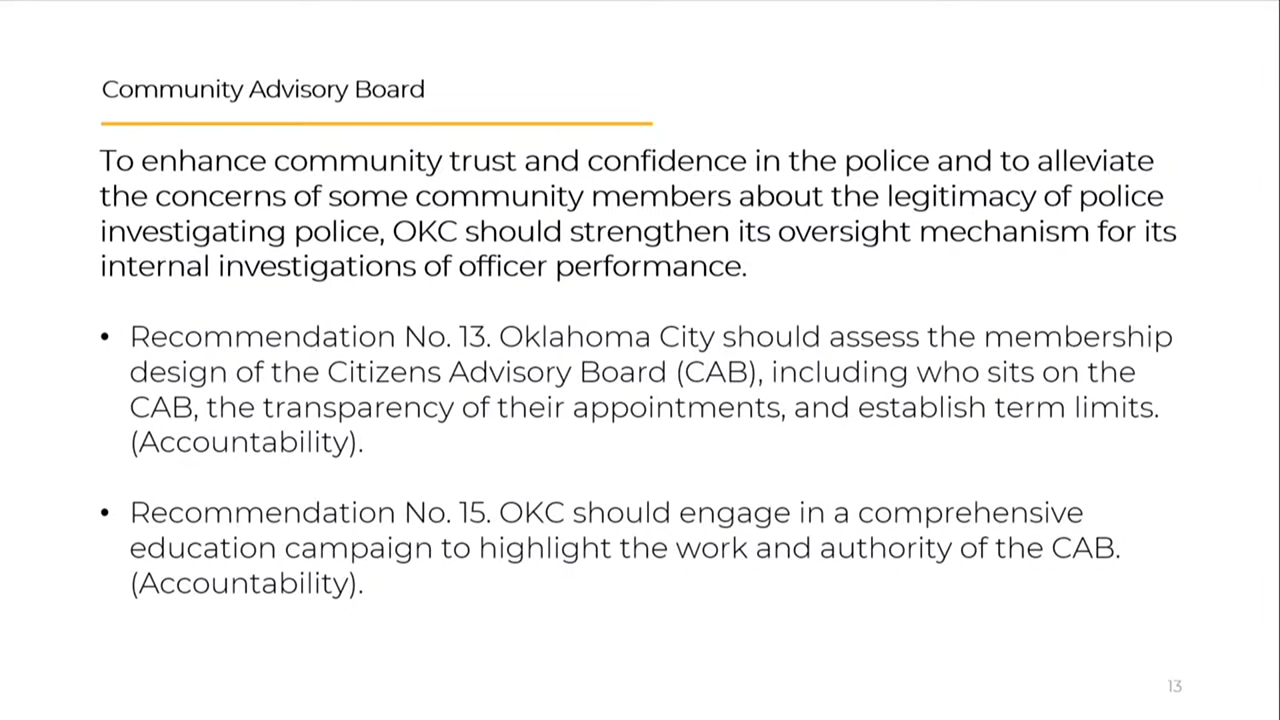 Community Advisory Board
To enhance community trust and confidence in the police and to alleviate
the concerns of some community members about the legitimacy of police
investigating police, OKC should strengthen its oversight mechanism for its
internal investigations of officer performance.
• Recommendation No. 13. Oklahoma City should assess the membership
design of the Citizens Advisory Board (CAB), including who sits on the
CAB, the transparency of their appointments, and establish term limits.
(Accountability).
• Recommendation No. 15. OKC should engage in a comprehensive
education campaign to highlight the work and authority of the CAB.
(Accountability).
13